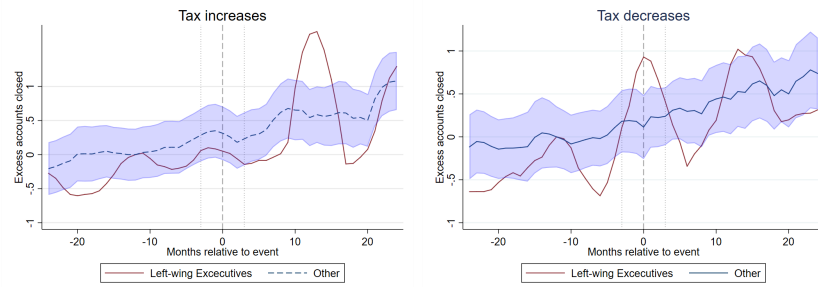 Tax increases
Excess accounts closed
1
.5
0
-.5
-1
-20 -10 0 10 20
Months relative to event
Left-wing Excecutives Other
Tax decreases
Excess accounts closed
1
.5
0
-.5
-1
-20 -10 0 10 20
Months relative to event
Left-wing Excecutives Other